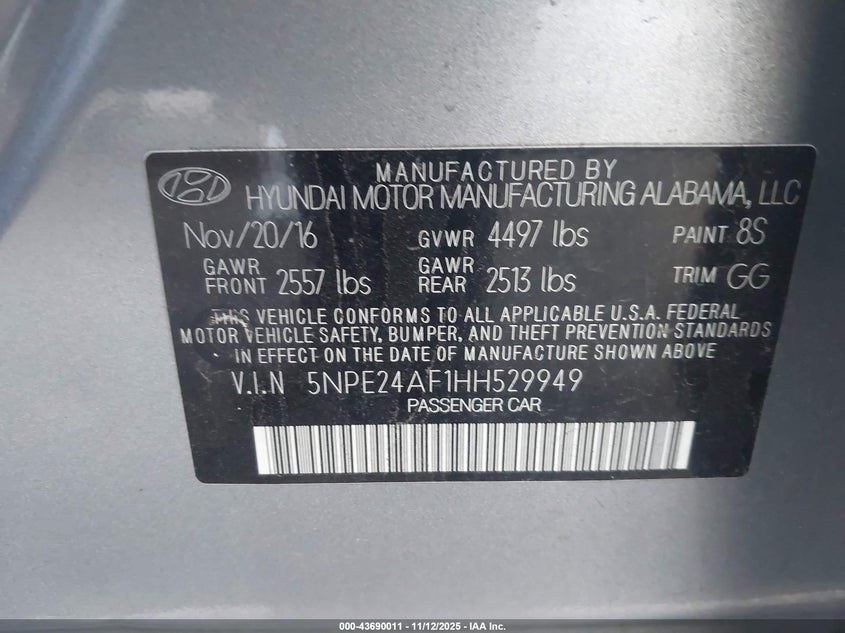 MANUFACTURED BY
HYUNDAI MOTOR MANUFACTURING ALABAMA, LLC
Nov/20/16 GVWR 4497 lbs PAINT 8S
GAWR FRONT 2557 lbs GAWR REAR 2513 lbs TRIM GG
THIS VEHICLE CONFORMS TO ALL APPLICABLE U.S.A. FEDERAL
MOTOR VEHICLE SAFETY, BUMPER, AND THEFT PREVENTION STANDARDS
IN EFFECT ON THE DATE OF MANUFACTURE SHOWN ABOVE
V.I.N 5NPE24AF1HH529949
PASSENGER CAR
000-43690011 - 11/12/2025 - IAA Inc.